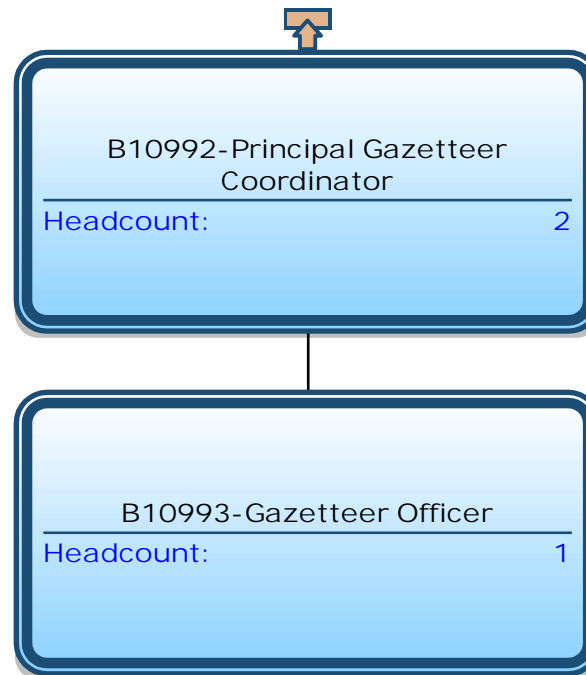 B10992-Principal Gazetteer
Coordinator
Headcount: 2
B10993-Gazetteer Officer
Headcount: 1